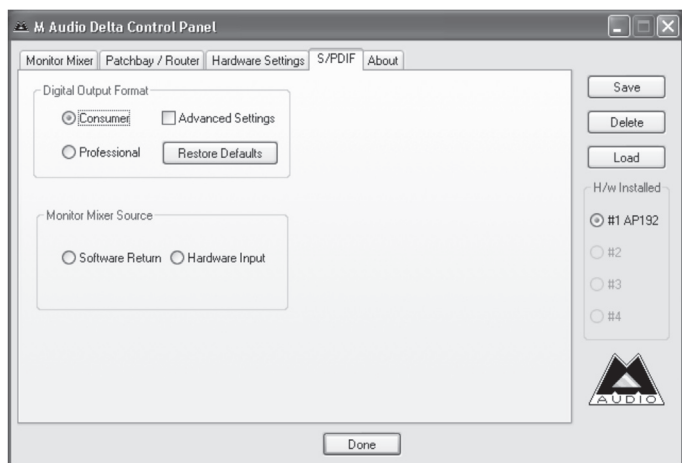 M Audio Delta Control Panel
Monitor Mixer Patchbay / Router Hardware Settings S/PDIF About
Digital Output Format
Consumer Advanced Settings
Professional Restore Defaults
Monitor Mixer Source
Software Return Hardware Input
Save
Delete
Load
H/w Installed
#1 AP192
#2
#3
#4
M
AUDIO
Done